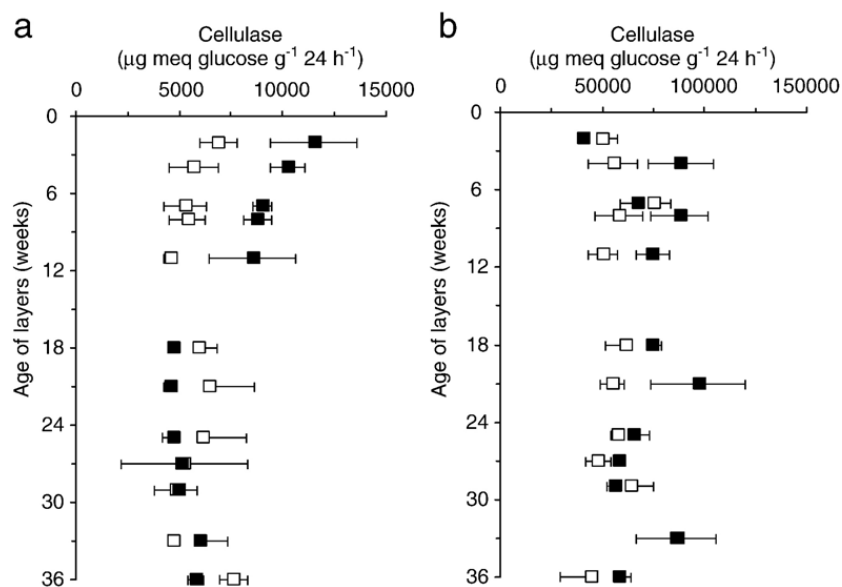 a
Cellulase
(μg meq glucose g⁻¹ 24 h⁻¹)
0 5000 10000 15000
0
6
12
18
24
30
36
Age of layers (weeks)
b
Cellulase
(μg meq glucose g⁻¹ 24 h⁻¹)
0 50000 100000 150000
0
6
12
18
24
30
36
Age of layers (weeks)